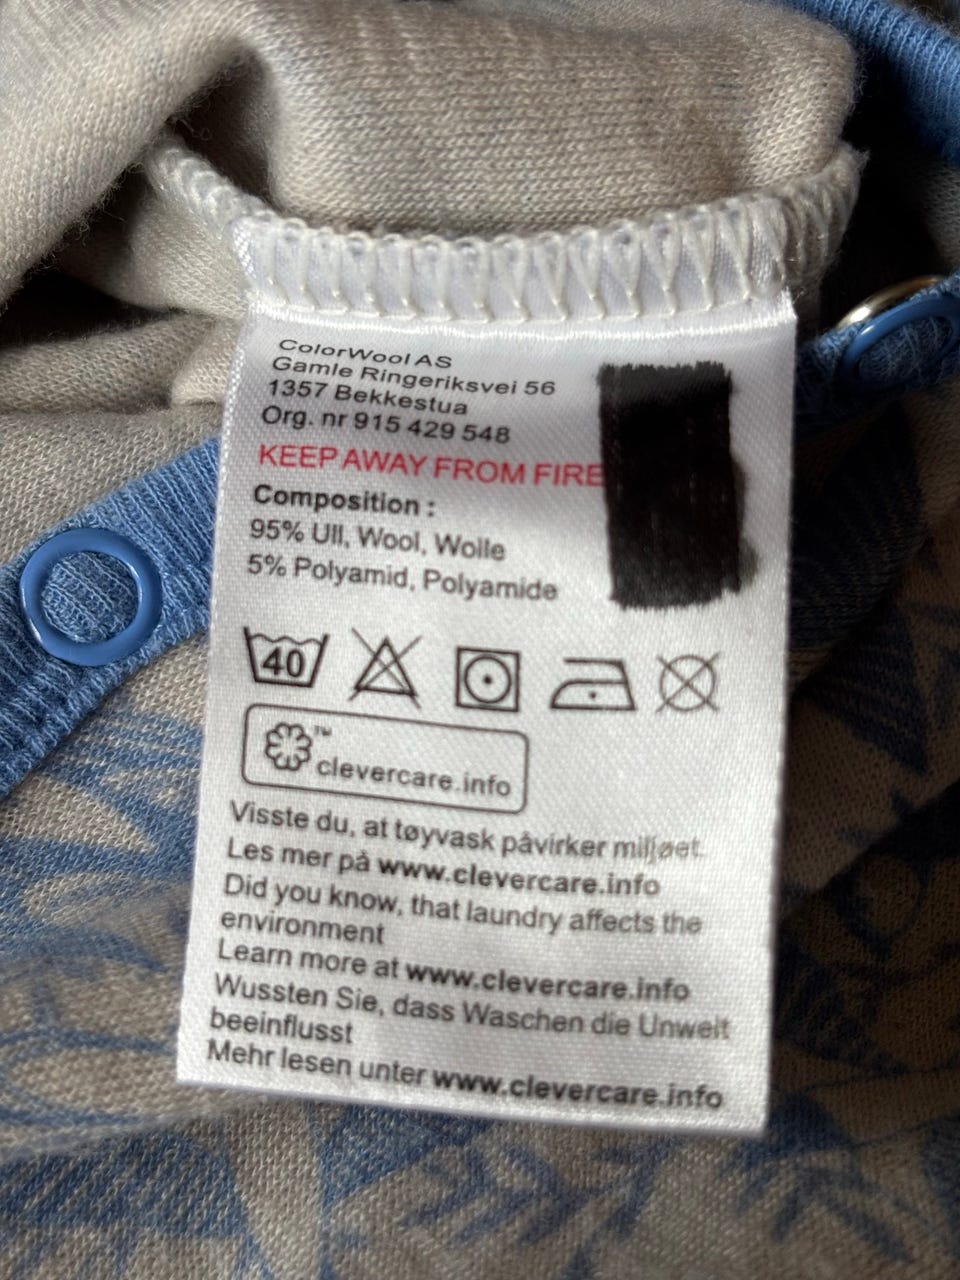 ColorWool AS
Gamle Ringeriksvei 56
1357 Bekkestua
Org. nr 915 429 548
KEEP AWAY FROM FIRE
Composition :
95% Ull, Wool, Wolle
5% Polyamid, Polyamide
40
™
clevercare.info
Visste du, at tøyvask påvirker miljøet.
Les mer på www.clevercare.info
Did you know, that laundry affects the
environment
Learn more at www.clevercare.info
Wussten Sie, dass Waschen die Umwelt
beeinflusst
Mehr lesen unter www.clevercare.info